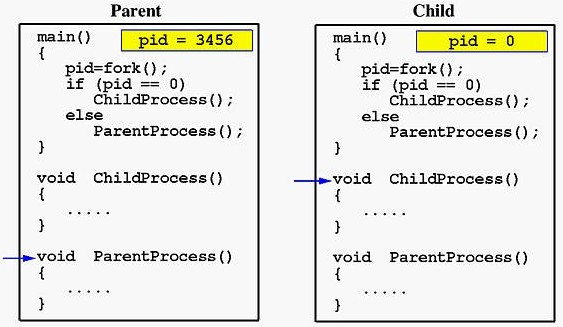 Parent
main()
pid = 3456
{
pid=fork();
if (pid == 0)
ChildProcess();
else
ParentProcess();
}
void ChildProcess()
{
.....
}
void ParentProcess()
{
.....
}
Child
main()
pid = 0
{
pid=fork();
if (pid == 0)
ChildProcess();
else
ParentProcess();
}
void ChildProcess()
{
.....
}
void ParentProcess()
{
.....
}